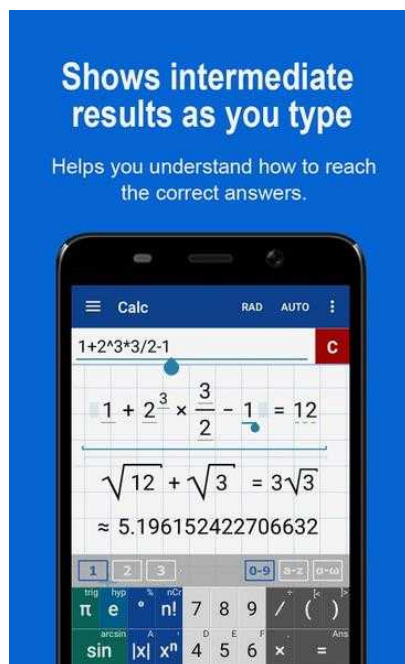 Shows intermediate
results as you type
Helps you understand how to reach
the correct answers.
Calc RAD AUTO
1+2^3*3/2-1 C
1 + 2^3 × 3/2 − 1 = 12
√12 + √3 = 3√3
≈ 5.196152422706632
1 2 3 0-9 a-z α-ω
trig hyp % nCr ÷ [< |>
π e ° n! 7 8 9 / ( )
arcsin A ' D E F . Ans
sin |x| xⁿ 4 5 6 × =